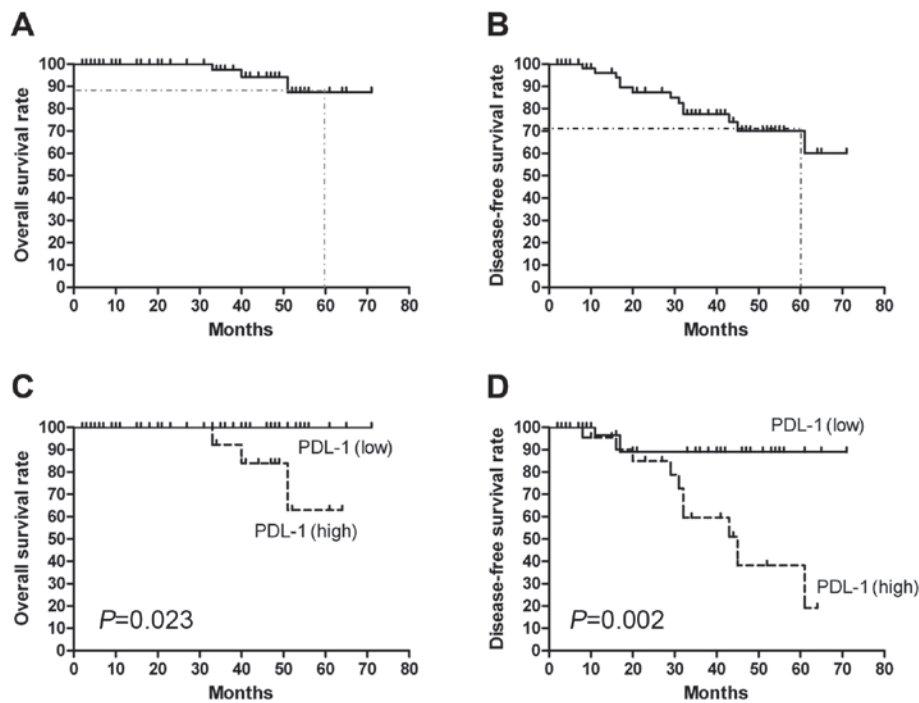 A
Overall survival rate
100
90
80
70
60
50
40
30
20
10
0
0 10 20 30 40 50 60 70 80
Months
B
Disease-free survival rate
100
90
80
70
60
50
40
30
20
10
0
0 10 20 30 40 50 60 70 80
Months
C
Overall survival rate
100
90
80
70
60
50
40
30
20
10
0
PDL-1 (low)
PDL-1 (high)
P=0.023
0 10 20 30 40 50 60 70 80
Months
D
Disease-free survival rate
100
90
80
70
60
50
40
30
20
10
0
PDL-1 (low)
PDL-1 (high)
P=0.002
0 10 20 30 40 50 60 70 80
Months